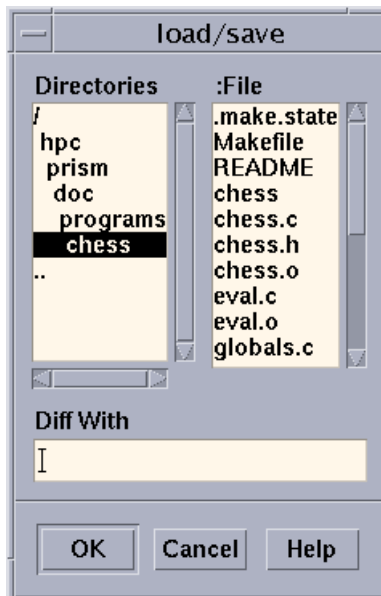 load/save
Directories
/
hpc
prism
doc
programs
chess
..
:File
.make.state
Makefile
README
chess
chess.c
chess.h
chess.o
eval.c
eval.o
globals.c
Diff With
OK
Cancel
Help